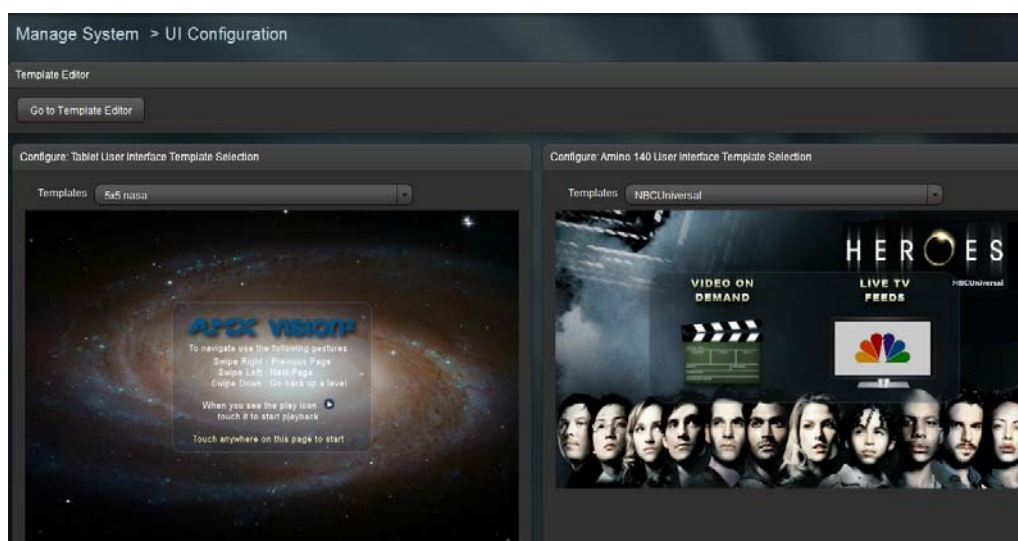 Manage System > UI Configuration
Template Editor
Go to Template Editor
Configure: Tablet User Interface Template Selection
Templates 5x5 nasa
AMX VISION²
To navigate use the following gestures
Swipe Right : Previous Page
Swipe Left : Next Page
Swipe Down : Go back up a level
When you see the play icon
touch it to start playback
Touch anywhere on this page to start
Configure: Amino 140 User Interface Template Selection
Templates NBCUniversal
HEROES
NBCUniversal
VIDEO ON
DEMAND
LIVE TV
FEEDS